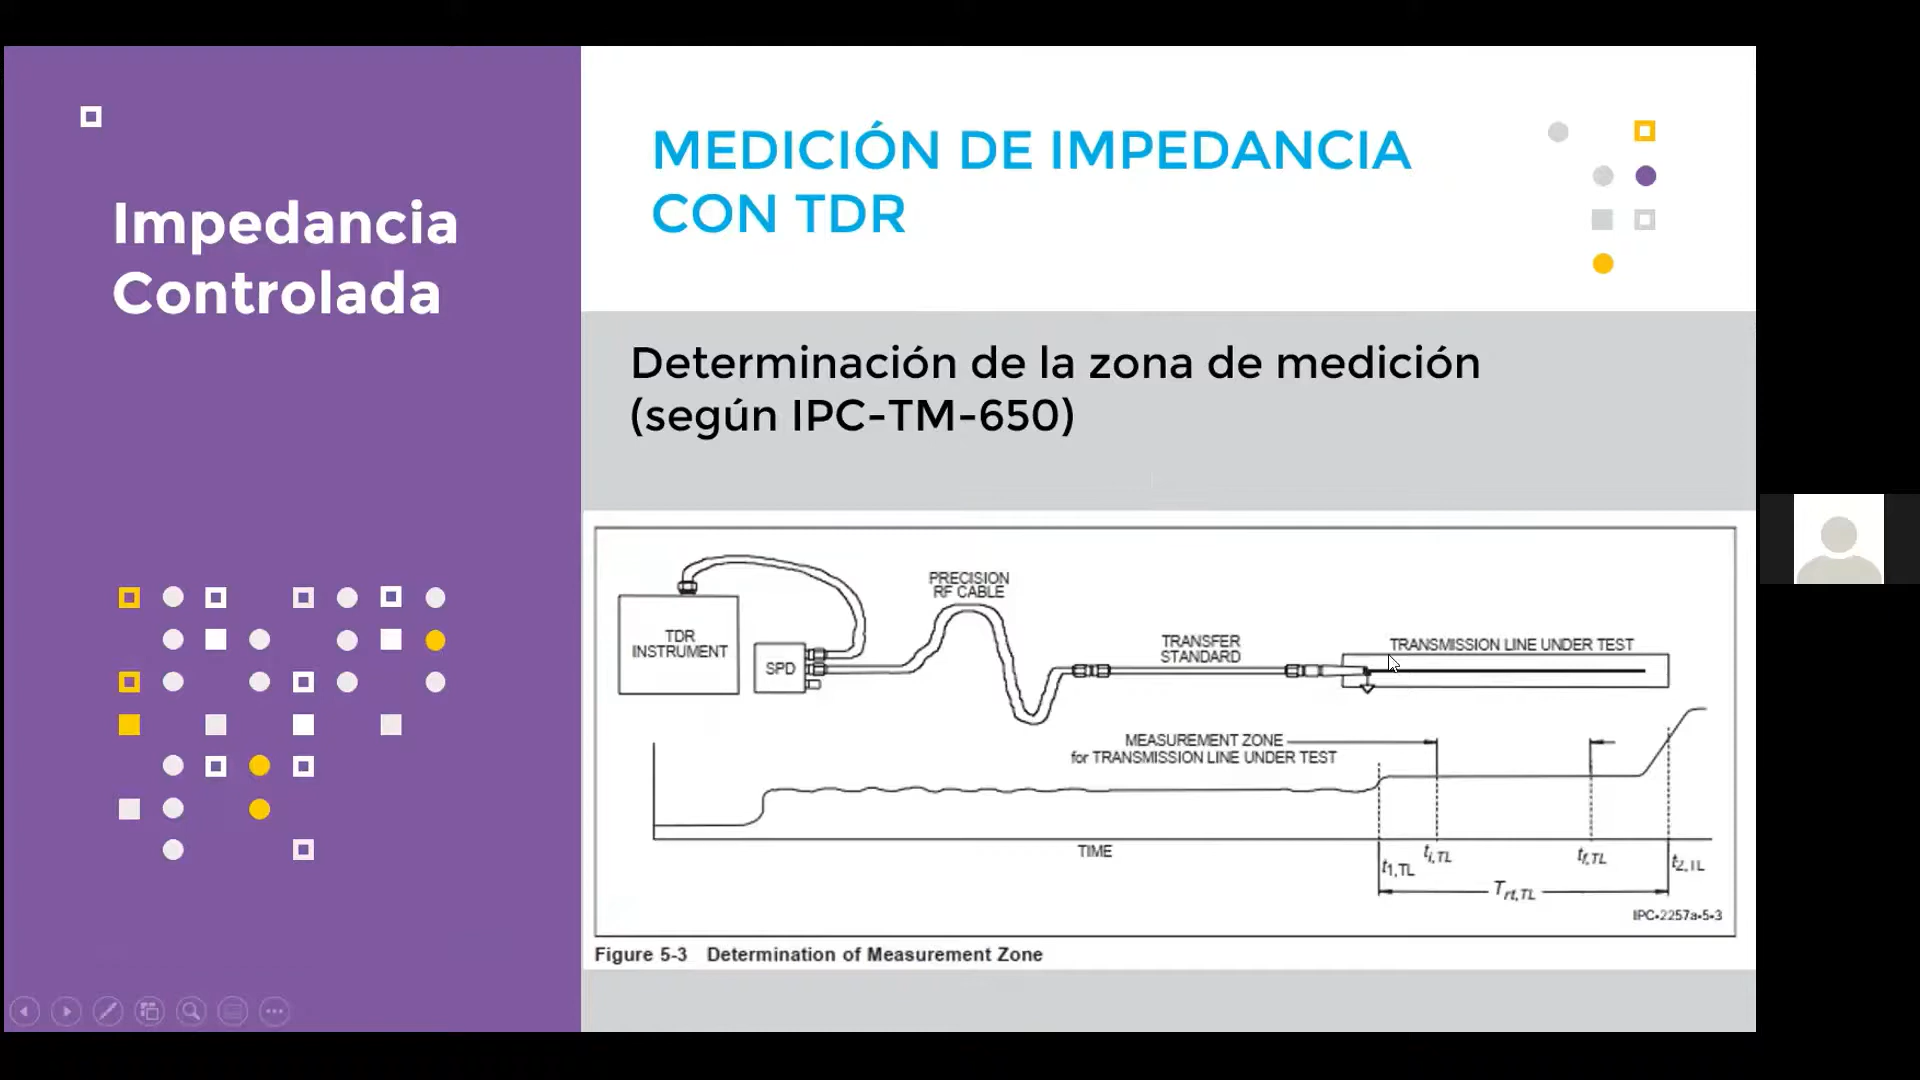 Impedancia
Controlada
MEDICIÓN DE IMPEDANCIA
CON TDR
Determinación de la zona de medición
(según IPC-TM-650)
TDR
INSTRUMENT
SPD
PRECISION
RF CABLE
TRANSFER
STANDARD
TRANSMISSION LINE UNDER TEST
MEASUREMENT ZONE
for TRANSMISSION LINE UNDER TEST
TIME
t1,TL
ti,TL
tf,TL
t2,TL
Trt,TL
IPC-2257a-5-3
Figure 5-3 Determination of Measurement Zone